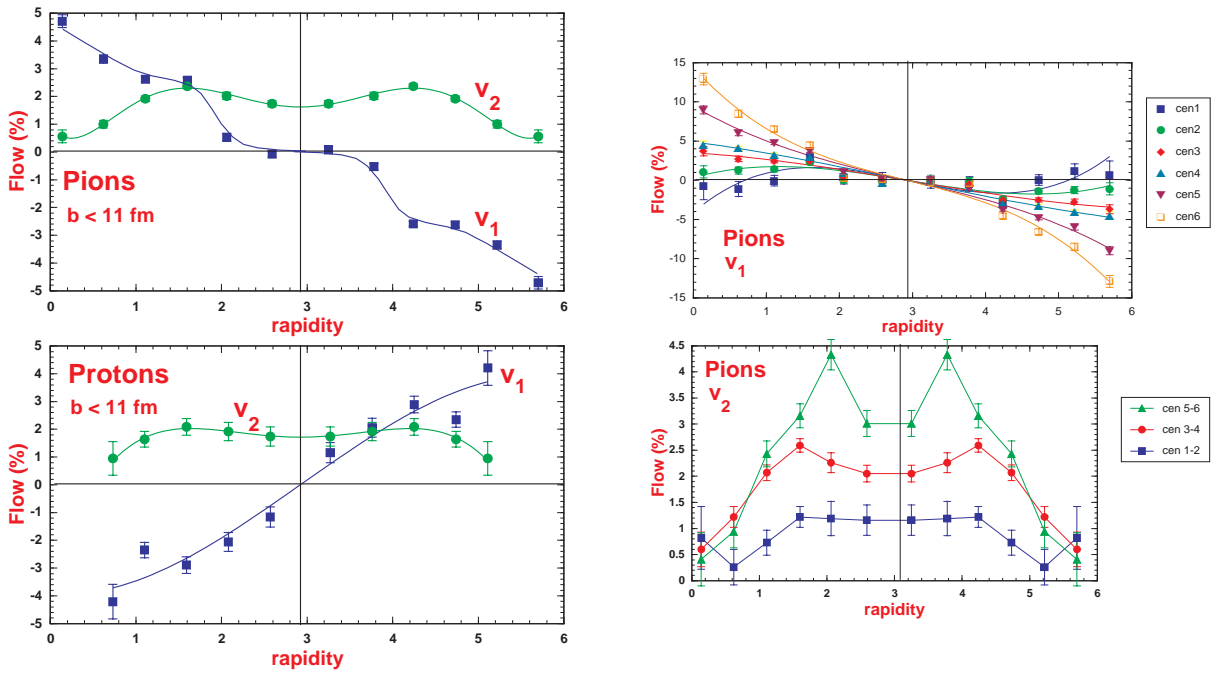 5
4
3
2
1
0
-1
-2
-3
-4
-5
Flow (%)
Pions
b < 11 fm
v2
v1
0 1 2 3 4 5 6
rapidity
15
10
5
0
-5
-10
-15
Flow (%)
Pions
v1
0 1 2 3 4 5 6
rapidity
cen1
cen2
cen3
cen4
cen5
cen6
5
4
3
2
1
0
-1
-2
-3
-4
-5
Flow (%)
Protons
b < 11 fm
v2
v1
0 1 2 3 4 5 6
rapidity
4.5
4
3.5
3
2.5
2
1.5
1
0.5
0
Flow (%)
Pions
v2
0 1 2 3 4 5 6
rapidity
cen 5-6
cen 3-4
cen 1-2